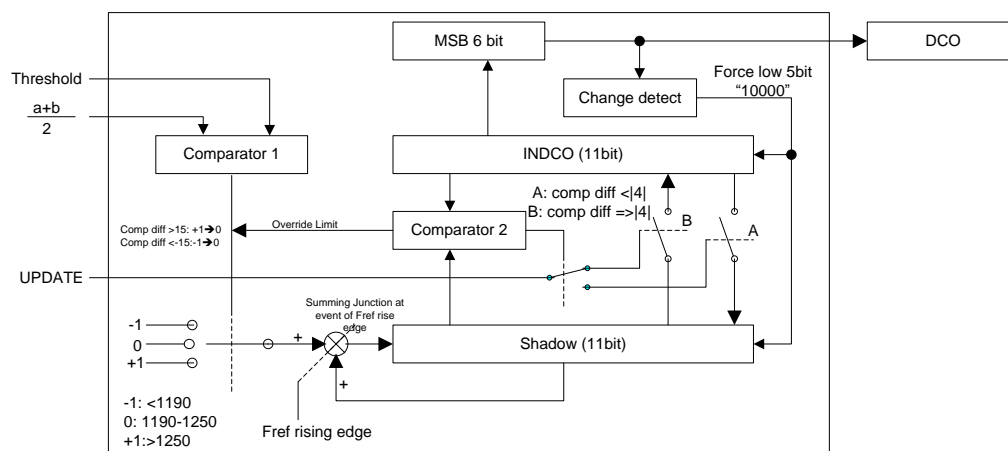 MSB 6 bit
DCO
Threshold
Force low 5bit
“10000”
Change detect
a+b
2
Comparator 1
INDCO (11bit)
A: comp diff <|4|
B: comp diff =>|4|
Comp diff >15: +1➔0
Comp diff <-15:-1➔0
Override Limit
Comparator 2
B
A
UPDATE
Summing Junction at
event of Fref rise
edge
-1
0
+1
+
Shadow (11bit)
+
-1: <1190
0: 1190-1250
+1:>1250
Fref rising edge